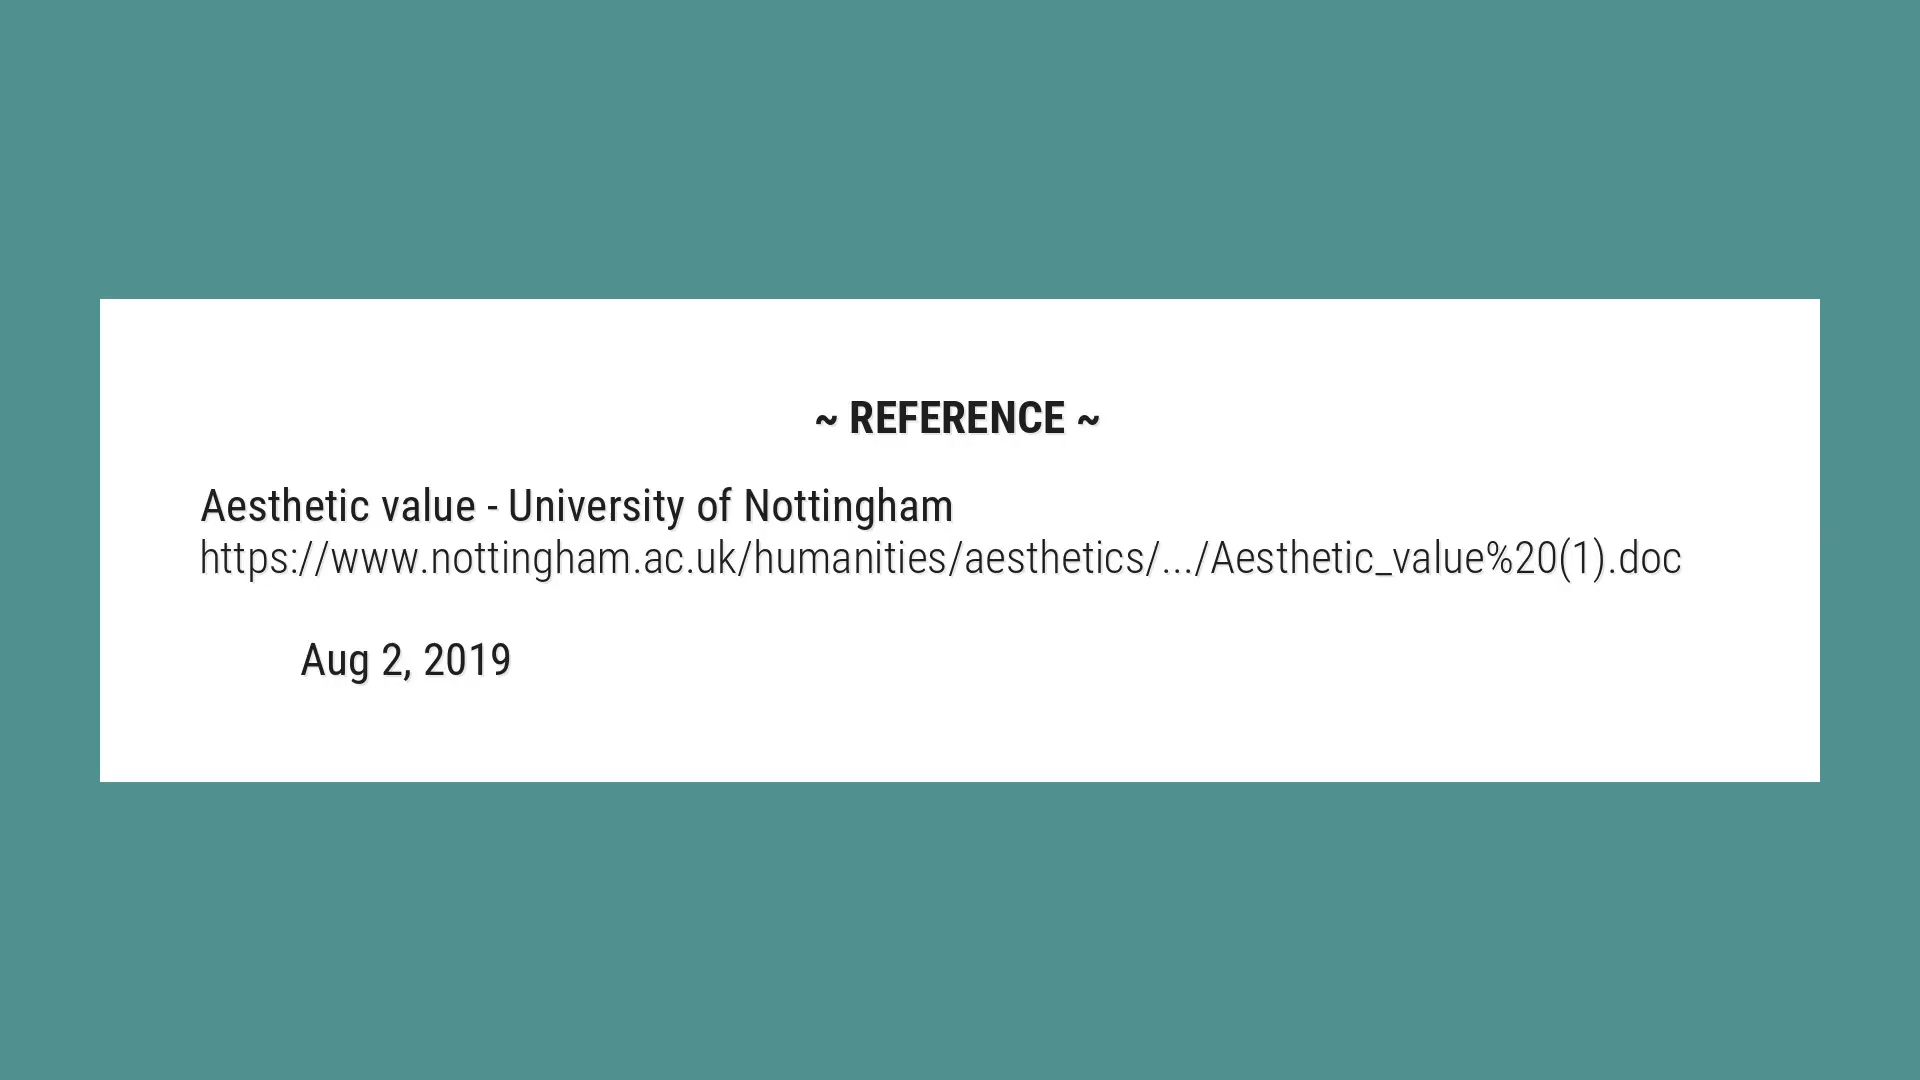 ~ REFERENCE ~
Aesthetic value - University of Nottingham
https://www.nottingham.ac.uk/humanities/aesthetics/.../Aesthetic_value%20(1).doc
Aug 2, 2019